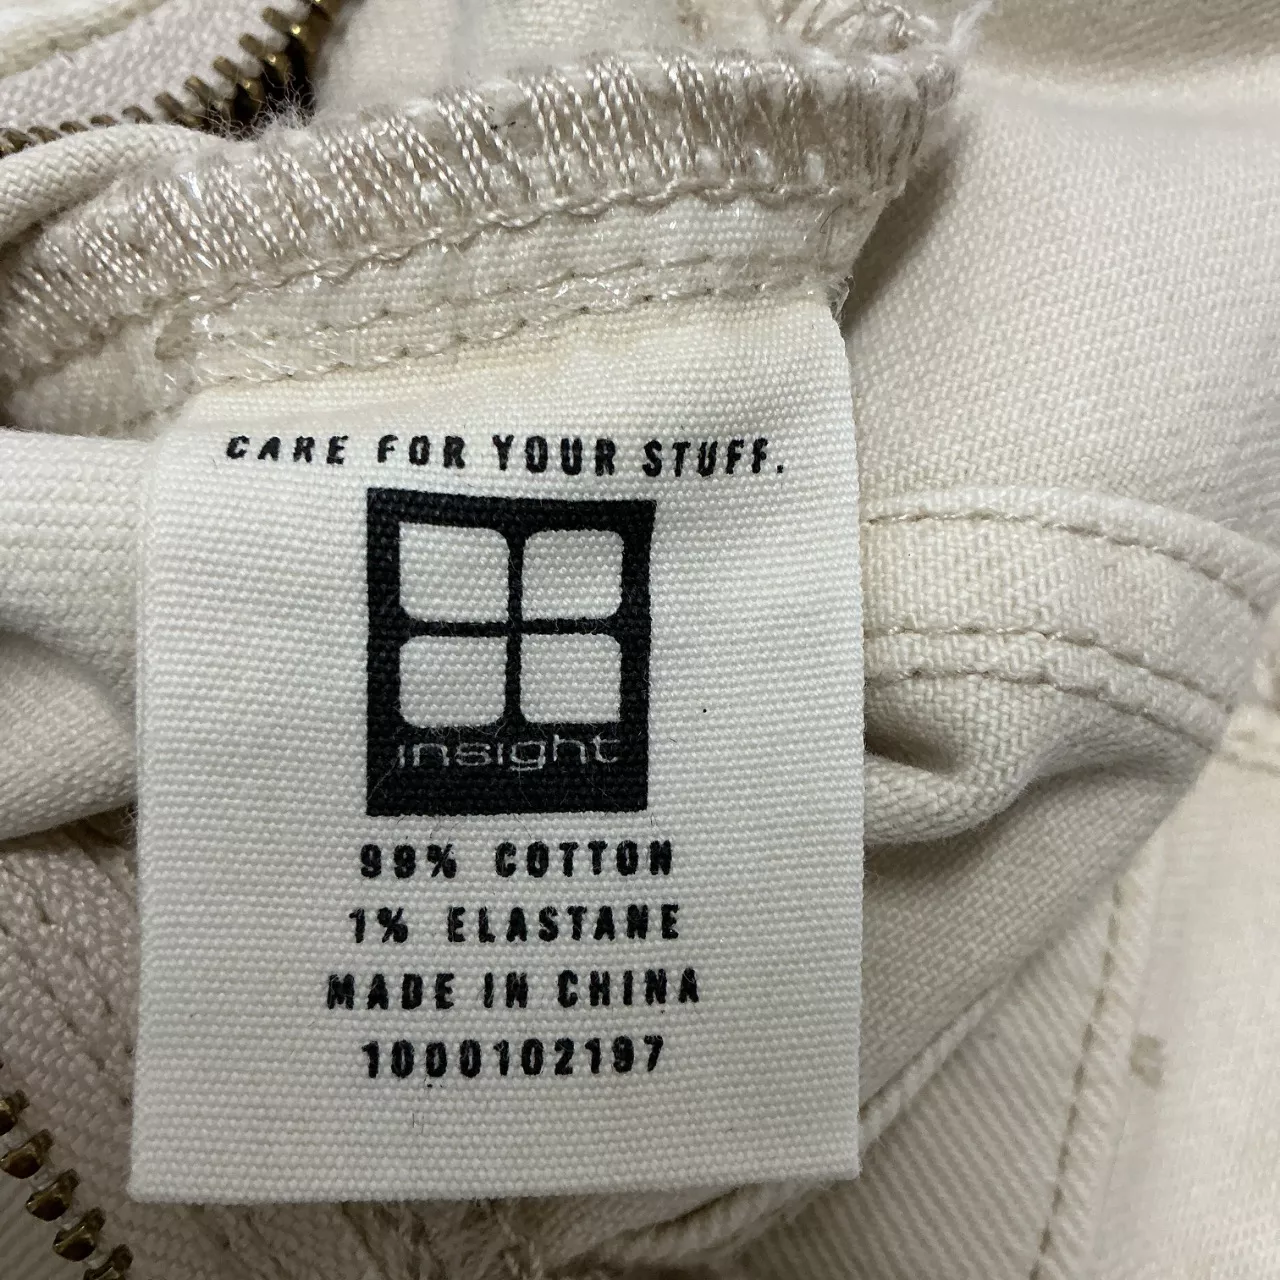 CARE FOR YOUR STUFF.
insight
99% COTTON
1% ELASTANE
MADE IN CHINA
1000102197